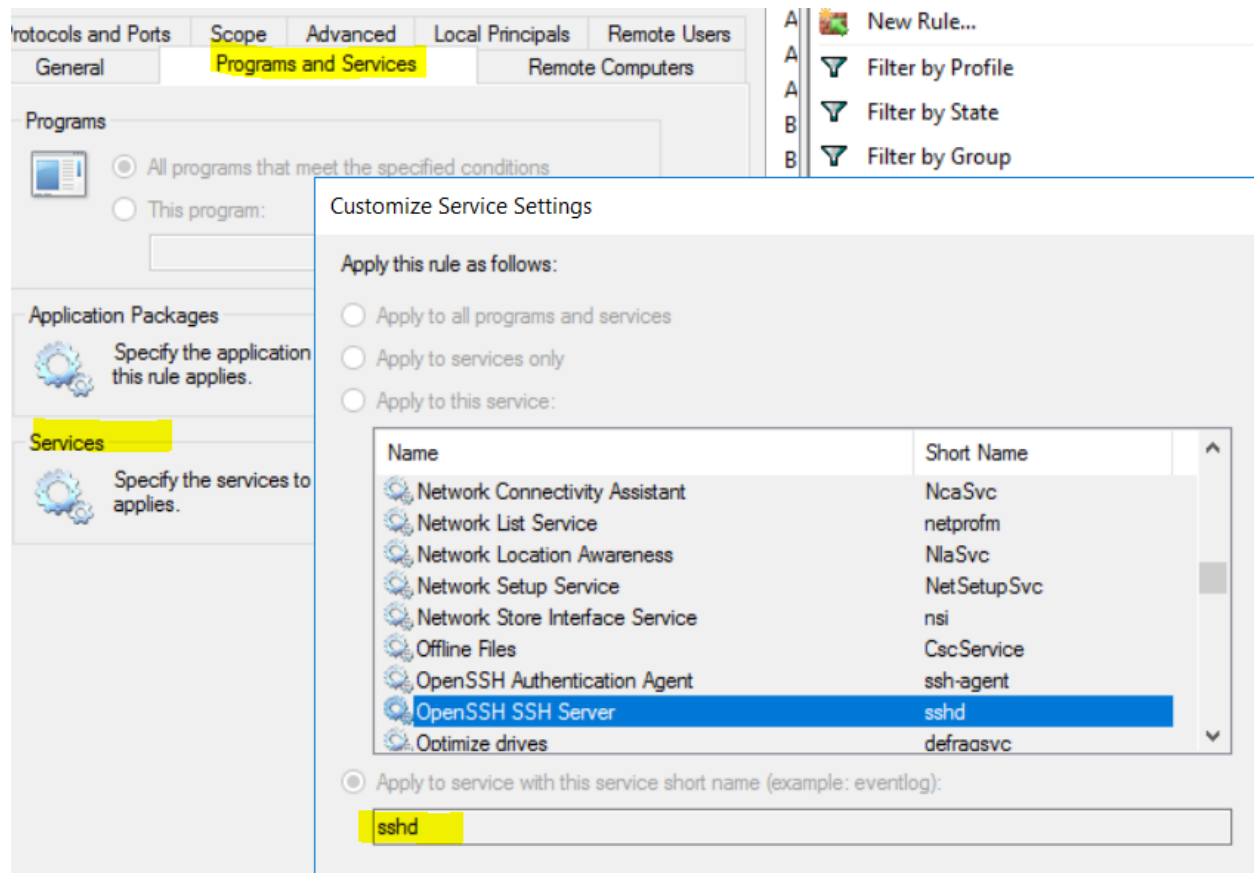 Protocols and Ports Scope Advanced Local Principals Remote Users
General Programs and Services Remote Computers
Programs
All programs that meet the specified conditions
This program:
Application Packages
Specify the application
this rule applies.
Services
Specify the services to
applies.
A
A
A
B
B
New Rule...
Filter by Profile
Filter by State
Filter by Group
Customize Service Settings
Apply this rule as follows:
Apply to all programs and services
Apply to services only
Apply to this service:
Name Short Name
Network Connectivity Assistant NcaSvc
Network List Service netprofm
Network Location Awareness NlaSvc
Network Setup Service NetSetupSvc
Network Store Interface Service nsi
Offline Files CscService
OpenSSH Authentication Agent ssh-agent
OpenSSH SSH Server sshd
Optimize drives defragsvc
Apply to service with this service short name (example: eventlog):
sshd